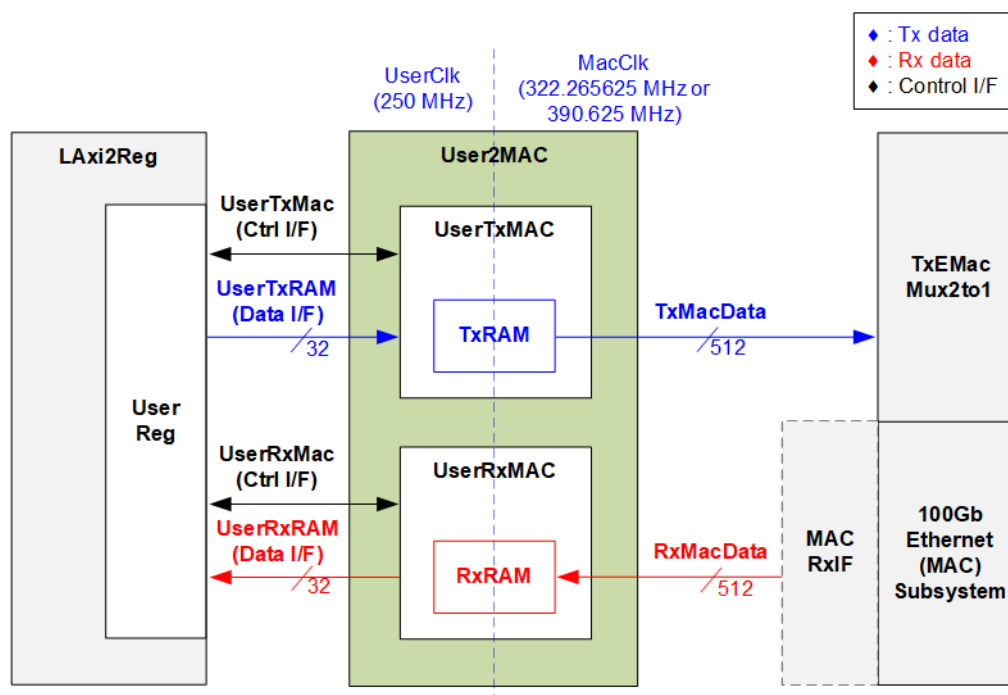 ◆ : Tx data
◆ : Rx data
◆ : Control I/F
UserClk
(250 MHz)
MacClk
(322.265625 MHz or
390.625 MHz)
LAxi2Reg
User2MAC
UserTxMac
(Ctrl I/F)
UserTxMAC
UserTxRAM
(Data I/F)
32
TxRAM
TxMacData
512
TxEMac
Mux2to1
User
Reg
UserRxMac
(Ctrl I/F)
UserRxMAC
UserRxRAM
(Data I/F)
32
RxRAM
RxMacData
512
MAC
RxIF
100Gb
Ethernet
(MAC)
Subsystem